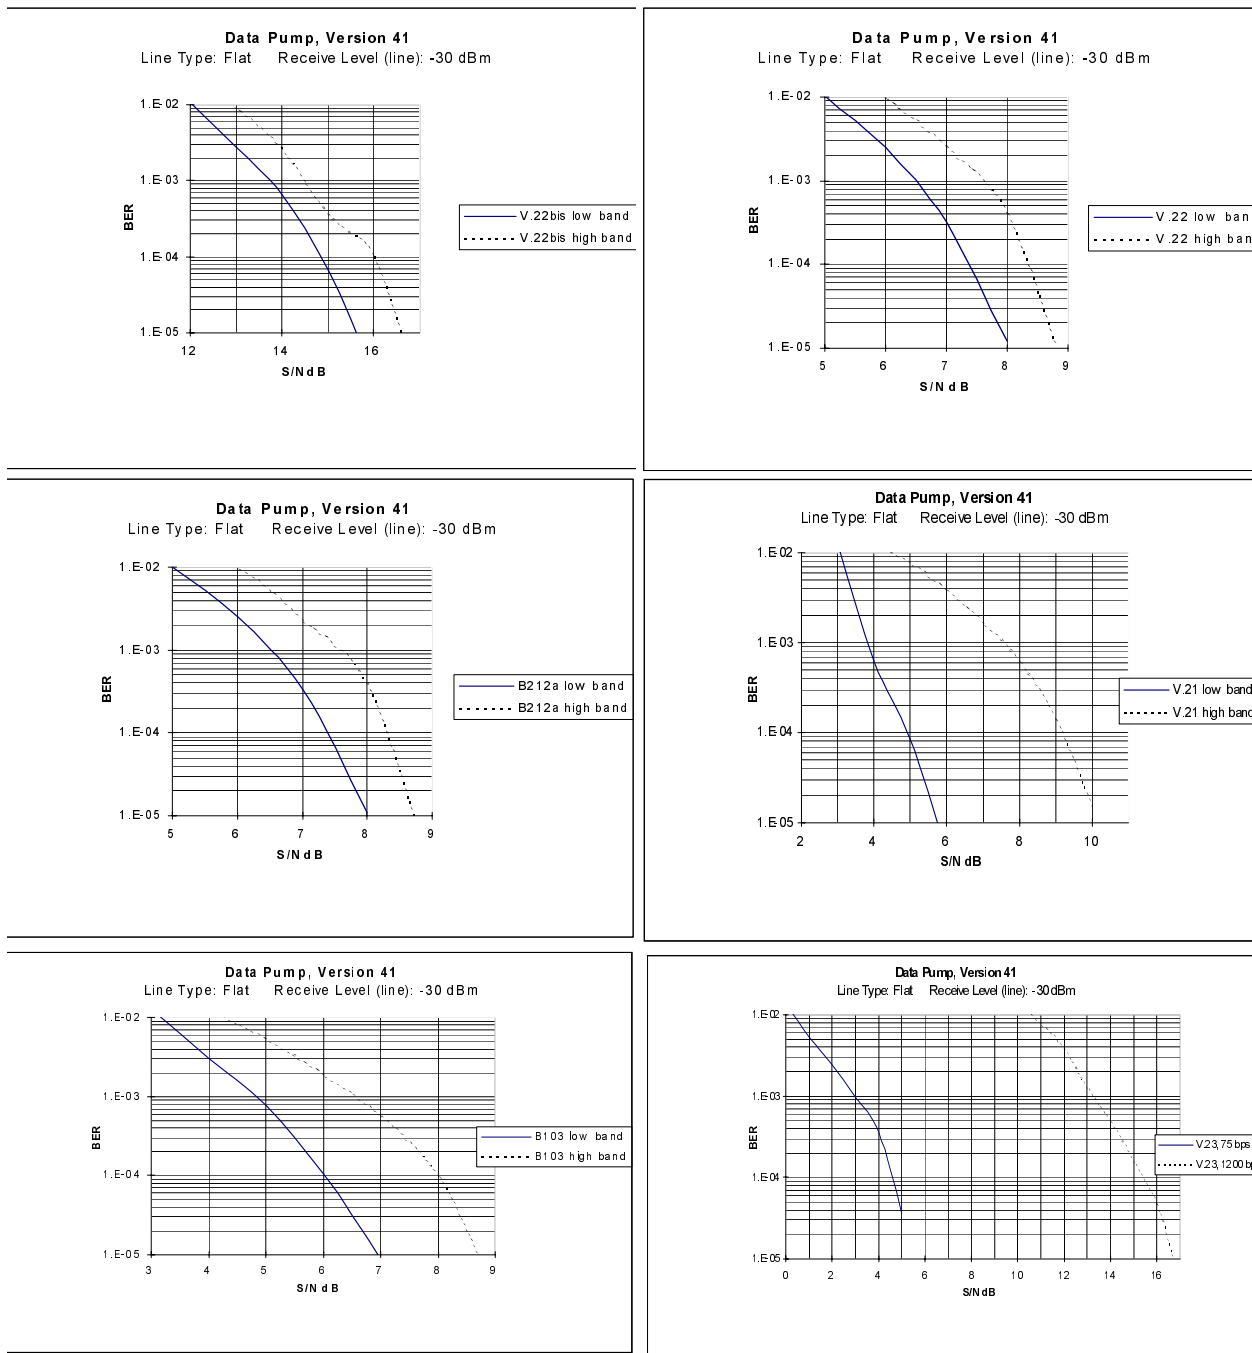 Data Pump, Version 41
Line Type: Flat Receive Level (line): -30 dBm
1.E-02
1.E-03
1.E-04
1.E-05
BER
12 14 16
S/N dB
V.22bis low band
V.22bis high band
Data Pump, Version 41
Line Type: Flat Receive Level (line): -30 dBm
1.E-02
1.E-03
1.E-04
1.E-05
BER
5 6 7 8 9
S/N dB
V.22 low ban
V.22 high ban
Data Pump, Version 41
Line Type: Flat Receive Level (line): -30 dBm
1.E-02
1.E-03
1.E-04
1.E-05
BER
5 6 7 8 9
S/N dB
B212a low band
B212a high band
Data Pump, Version 41
Line Type: Flat Receive Level (line): -30 dBm
1.E-02
1.E-03
1.E-04
1.E-05
BER
2 4 6 8 10
S/N dB
V.21 low band
V.21 high band
Data Pump, Version 41
Line Type: Flat Receive Level (line): -30 dBm
1.E-02
1.E-03
1.E-04
1.E-05
BER
3 4 5 6 7 8 9
S/N dB
B103 low band
B103 high band
Data Pump, Version 41
Line Type: Flat Receive Level (line): -30 dBm
1.E-02
1.E-03
1.E-04
1.E-05
BER
0 2 4 6 8 10 12 14 16
S/N dB
V.23, 75 bps
V.23, 1200 bp